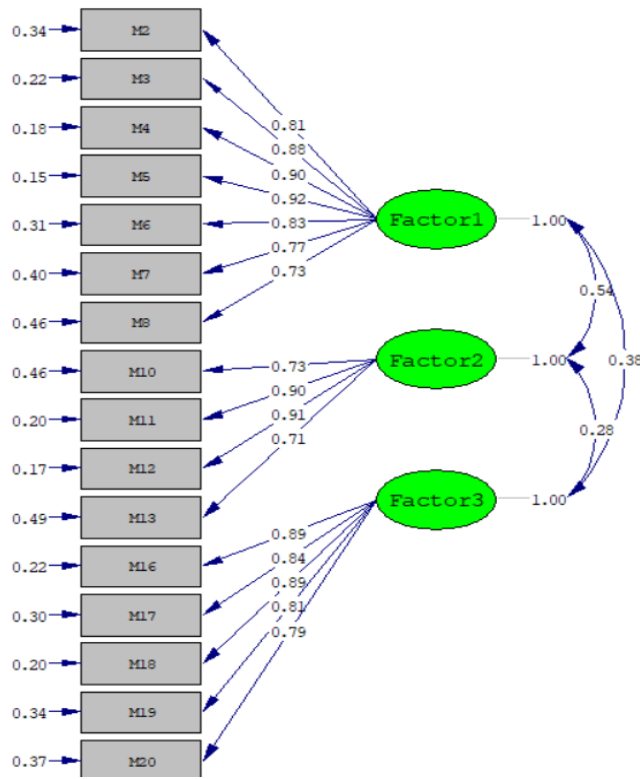 0.34 M2
0.22 M3
0.18 M4
0.15 M5
0.31 M6
0.40 M7
0.46 M8
0.46 M10
0.20 M11
0.17 M12
0.49 M13
0.22 M16
0.30 M17
0.20 M18
0.34 M19
0.37 M20
0.81
0.88
0.90
0.92
0.83
0.77
0.73
0.73
0.90
0.91
0.71
0.89
0.84
0.89
0.81
0.79
Factor1 1.00
Factor2 1.00
Factor3 1.00
0.54
0.38
0.28